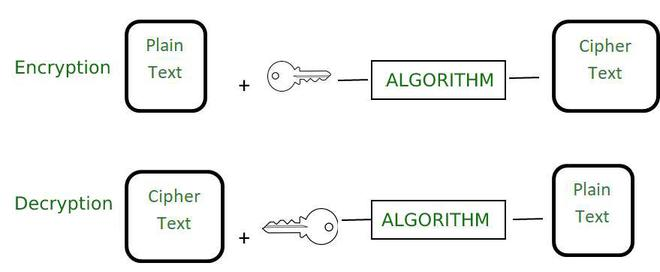 Encryption
Plain
Text
+
ALGORITHM
Cipher
Text
Decryption
Cipher
Text
+
ALGORITHM
Plain
Text